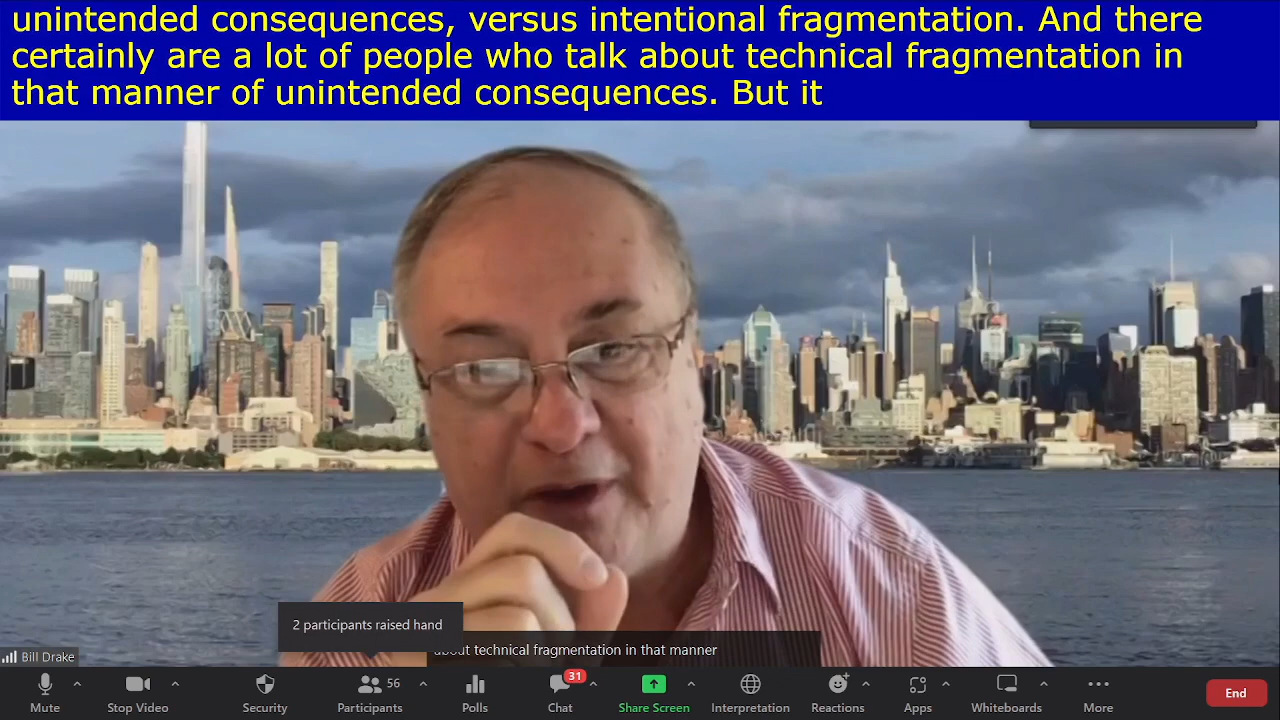 unintended consequences, versus intentional fragmentation. And there
certainly are a lot of people who talk about technical fragmentation in
that manner of unintended consequences. But it
2 participants raised hand
about technical fragmentation in that manner
Bill Drake
31
56
Mute
Stop Video
Security
Participants
Polls
Chat
Share Screen
Interpretation
Reactions
Apps
Whiteboards
More
End